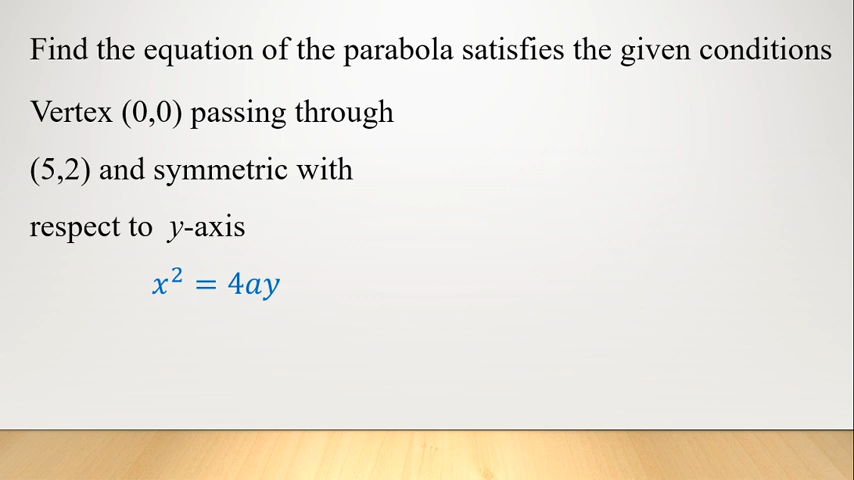 Find the equation of the parabola satisfies the given conditions
Vertex (0,0) passing through
(5,2) and symmetric with
respect to y-axis
x² = 4ay